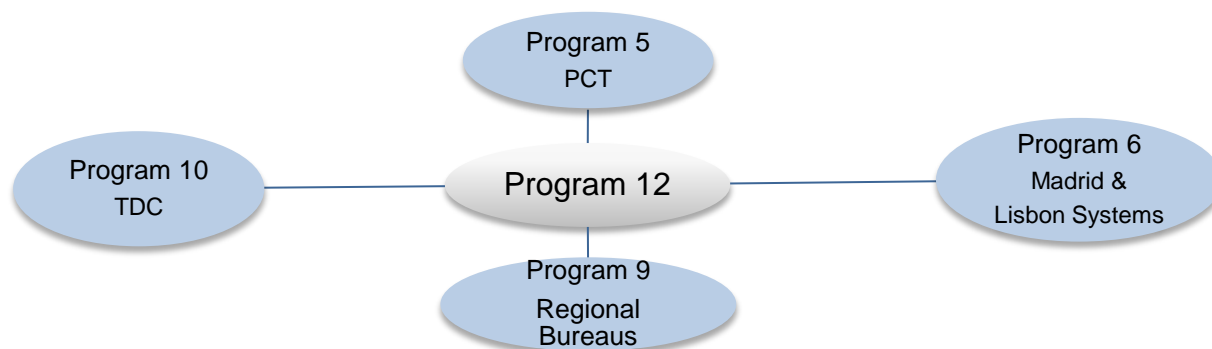 Program 5
PCT
Program 10
TDC
Program 12
Program 6
Madrid &
Lisbon Systems
Program 9
Regional
Bureaus